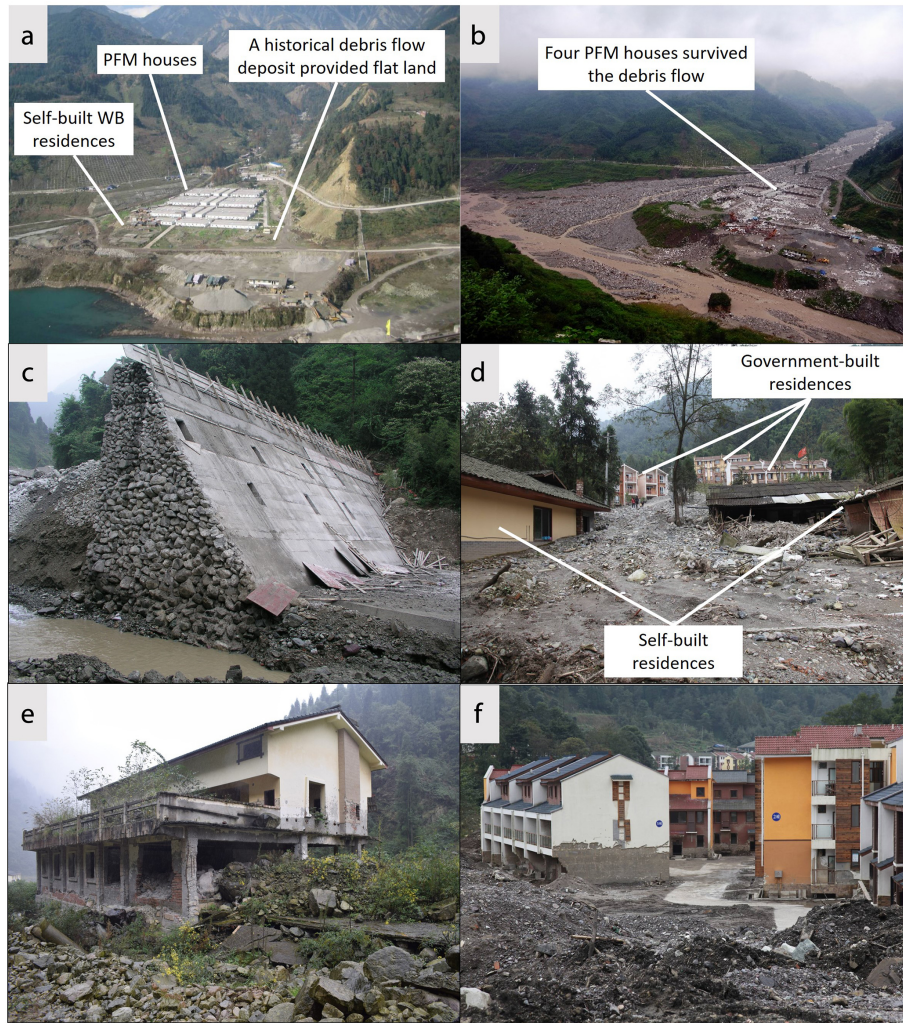 a
PFM houses
A historical debris flow
deposit provided flat land
Self-built WB
residences
b
Four PFM houses survived
the debris flow
c
d
Government-built
residences
Self-built
residences
e
f